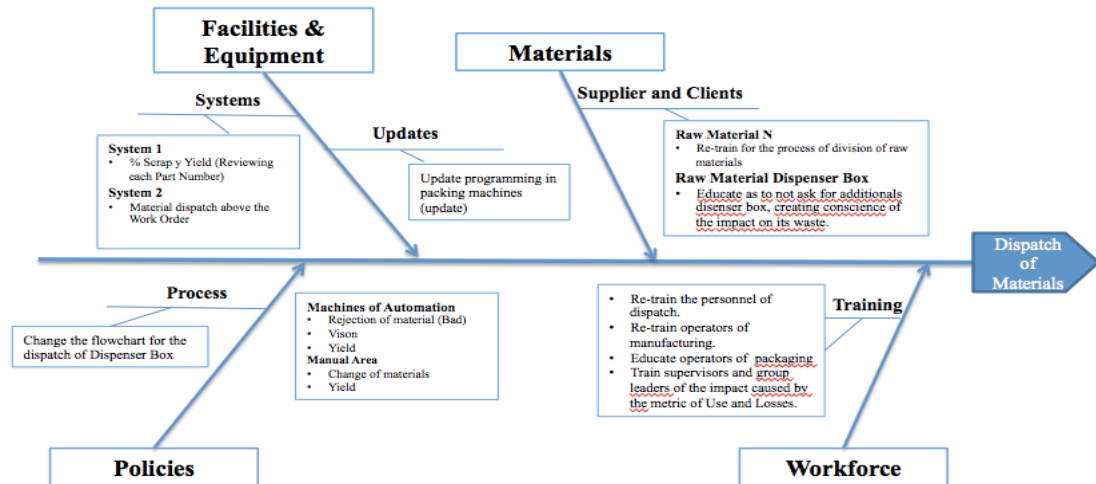 Facilities &
Equipment
Materials
Systems
Supplier and Clients
System 1
• % Scrap y Yield (Reviewing
each Part Number)
System 2
• Material dispatch above the
Work Order
Updates
Update programming in
packing machines
(update)
Raw Material N
• Re-train for the process of division of raw
materials
Raw Material Dispenser Box
• Educate as to not ask for additionals
disenser box, creating conscience of
the impact on its waste.
Dispatch
of
Materials
Process
Change the flowchart for the
dispatch of Dispenser Box
Machines of Automation
• Rejection of material (Bad)
• Vison
• Yield
Manual Area
• Change of materials
• Yield
• Re-train the personnel of
dispatch.
• Re-train operators of
manufacturing.
• Educate operators of packaging
• Train supervisors and group
leaders of the impact caused by
the metric of Use and Losses.
Training
Policies
Workforce